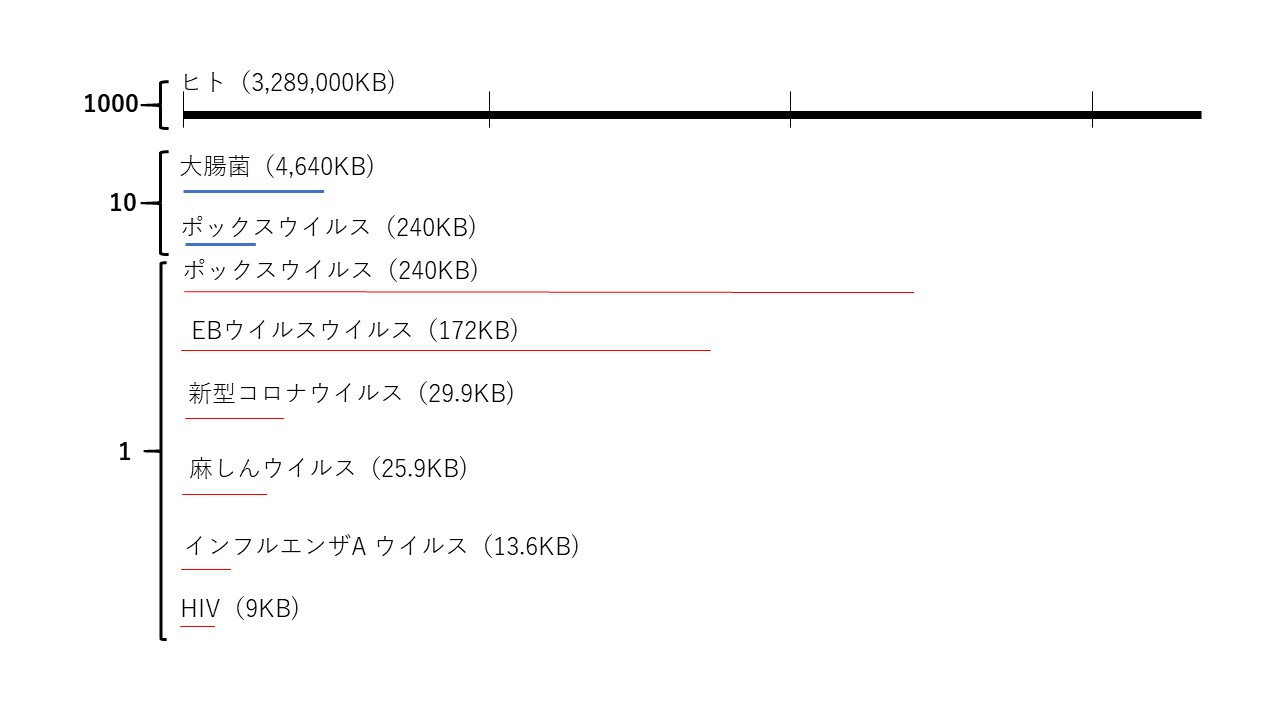 ヒト（3,289,000KB）
1000
大腸菌（4,640KB）
10
ポックスウイルス（240KB）
ポックスウイルス（240KB）
EBウイルスウイルス（172KB）
新型コロナウイルス（29.9KB）
1
麻しんウイルス（25.9KB）
インフルエンザA ウイルス（13.6KB）
HIV（9KB）